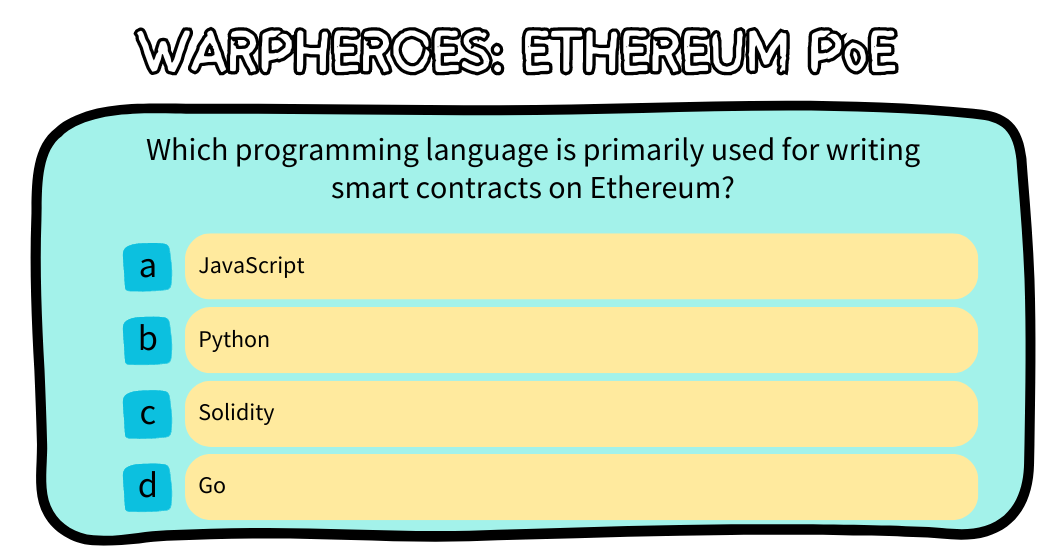 WARPHEROES: ETHEREUM PoE
Which programming language is primarily used for writing
smart contracts on Ethereum?
a JavaScript
b Python
c Solidity
d Go